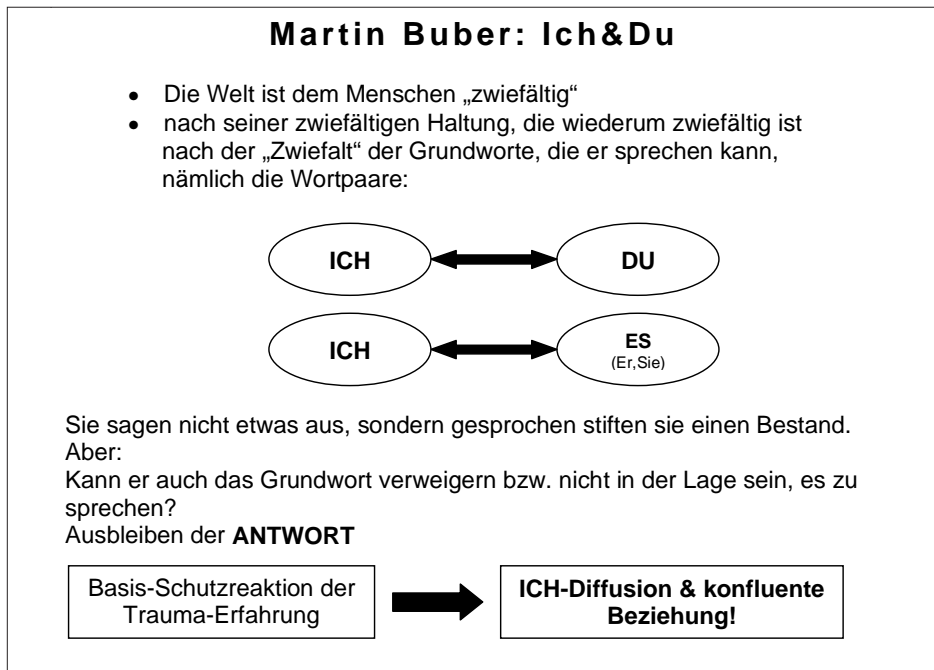 Martin Buber: Ich&Du
• Die Welt ist dem Menschen „zwiefältig“
• nach seiner zwiefältigen Haltung, die wiederum zwiefältig ist
nach der „Zwiefalt“ der Grundworte, die er sprechen kann,
nämlich die Wortpaare:
ICH DU
ICH ES
(Er,Sie)
Sie sagen nicht etwas aus, sondern gesprochen stiften sie einen Bestand.
Aber:
Kann er auch das Grundwort verweigern bzw. nicht in der Lage sein, es zu
sprechen?
Ausbleiben der ANTWORT
Basis-Schutzreaktion der
Trauma-Erfahrung
ICH-Diffusion & konfluente
Beziehung!